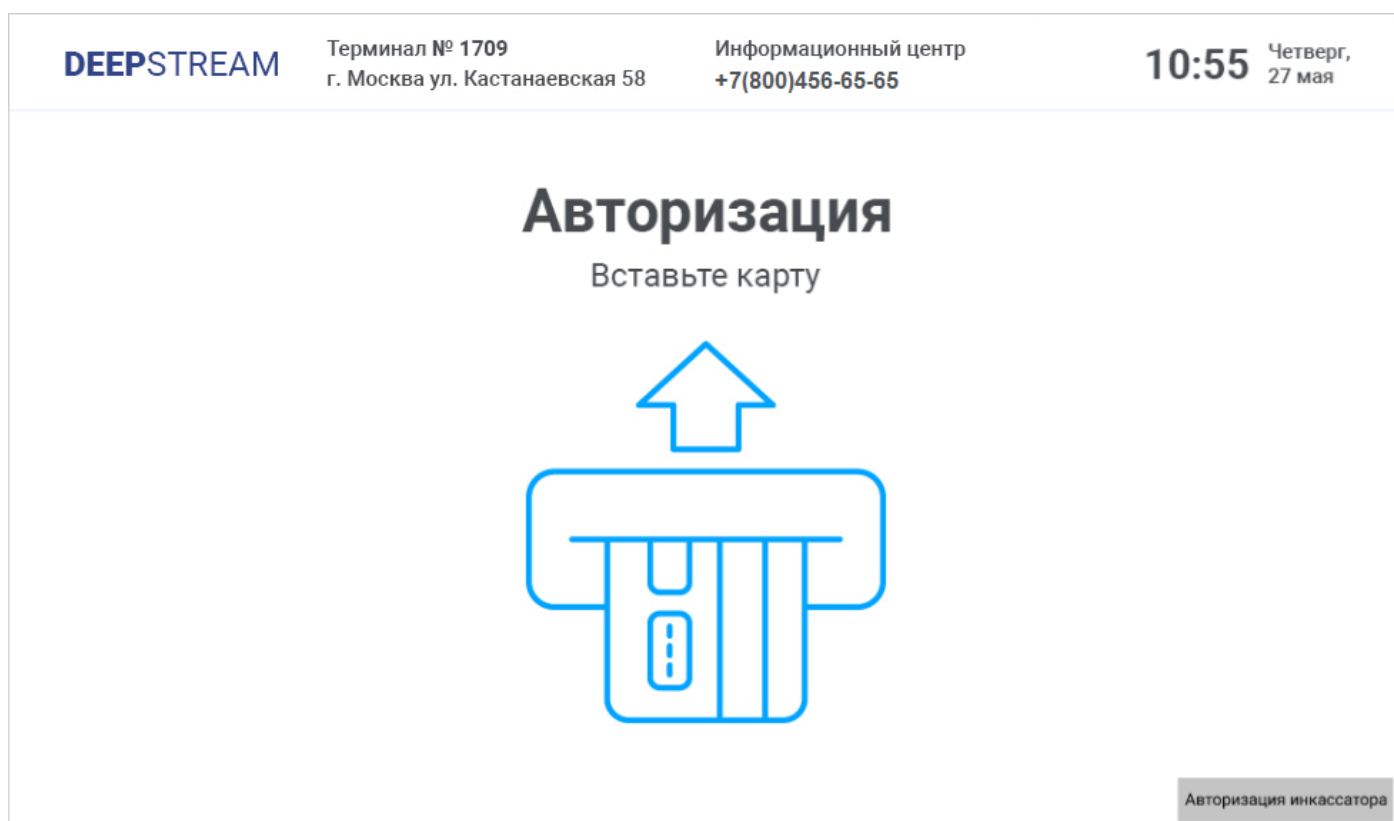 DEEPSTREAM
Терминал № 1709
г. Москва ул. Кастанаевская 58
Информационный центр
+7(800)456-65-65
10:55
Четверг,
27 мая
Авторизация
Вставьте карту
Авторизация инкассатора